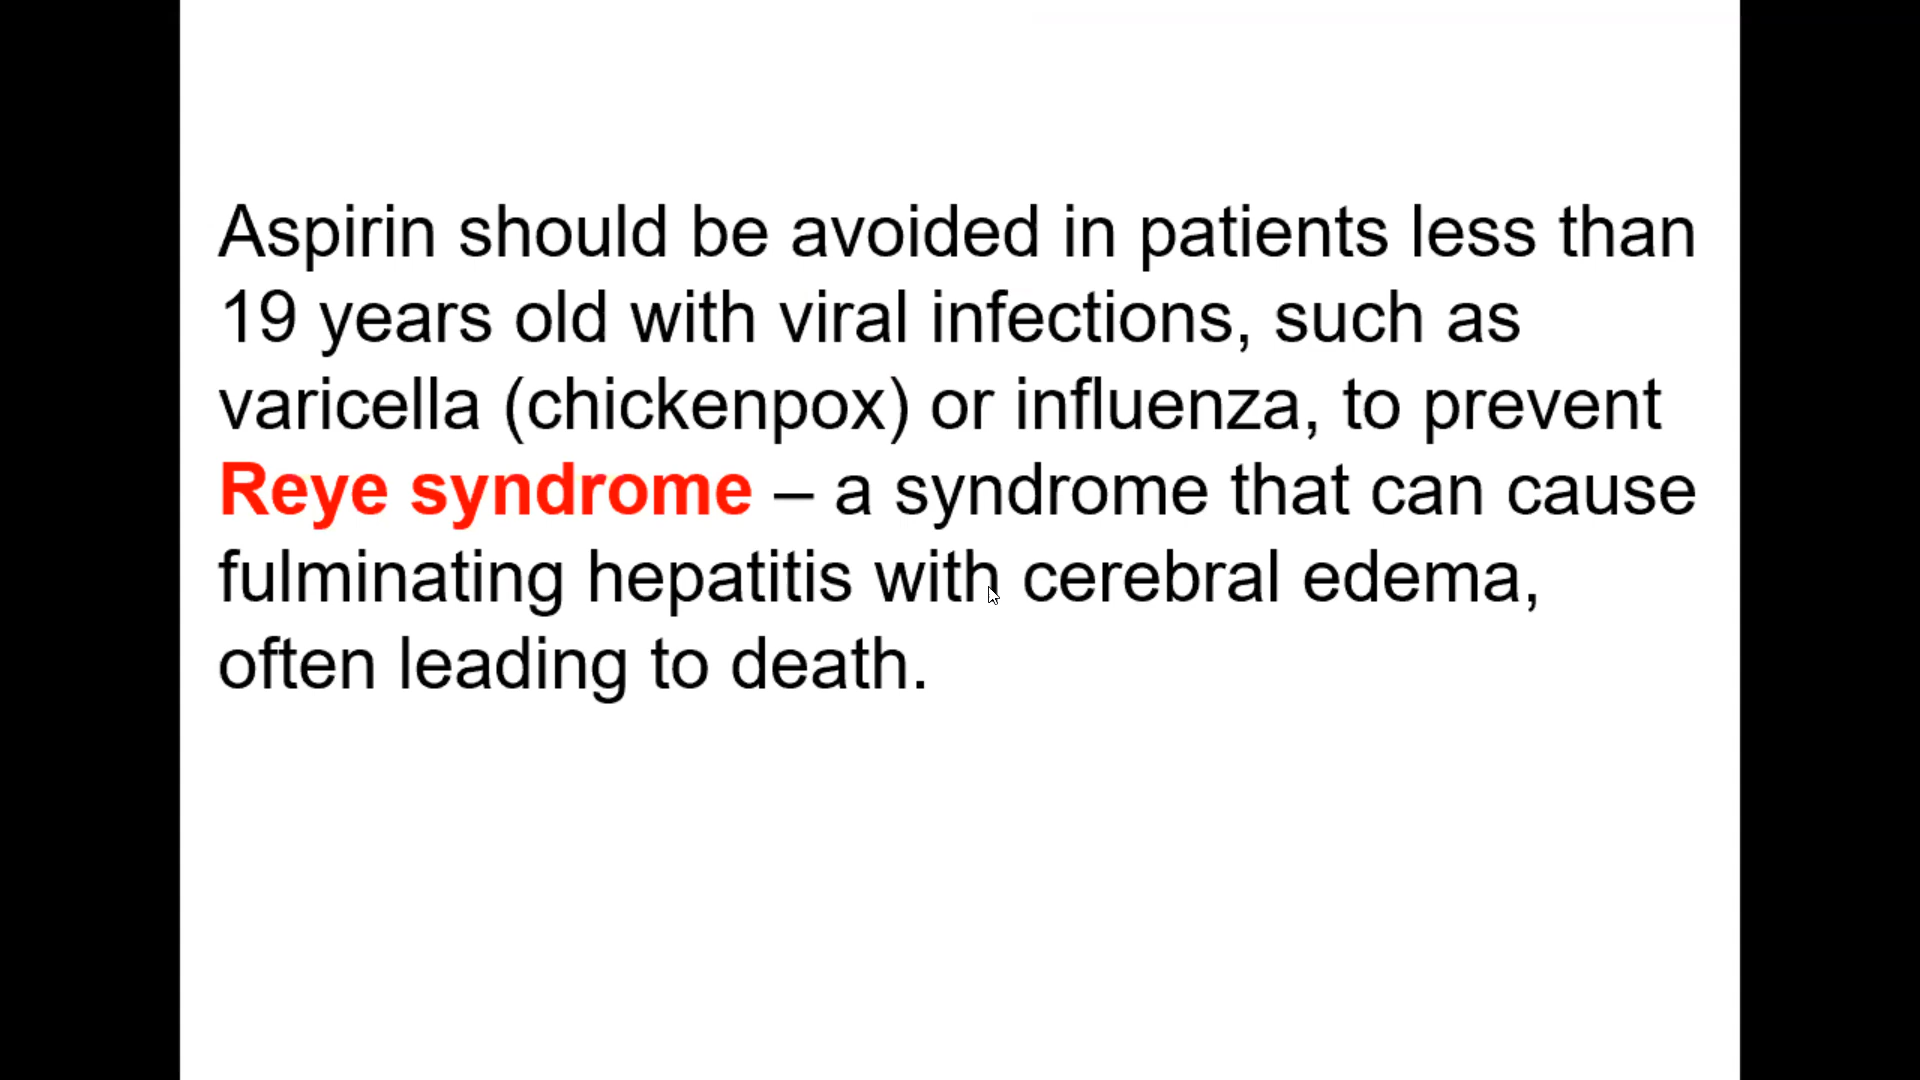 Aspirin should be avoided in patients less than
19 years old with viral infections, such as
varicella (chickenpox) or influenza, to prevent
Reye syndrome – a syndrome that can cause
fulminating hepatitis with cerebral edema,
often leading to death.